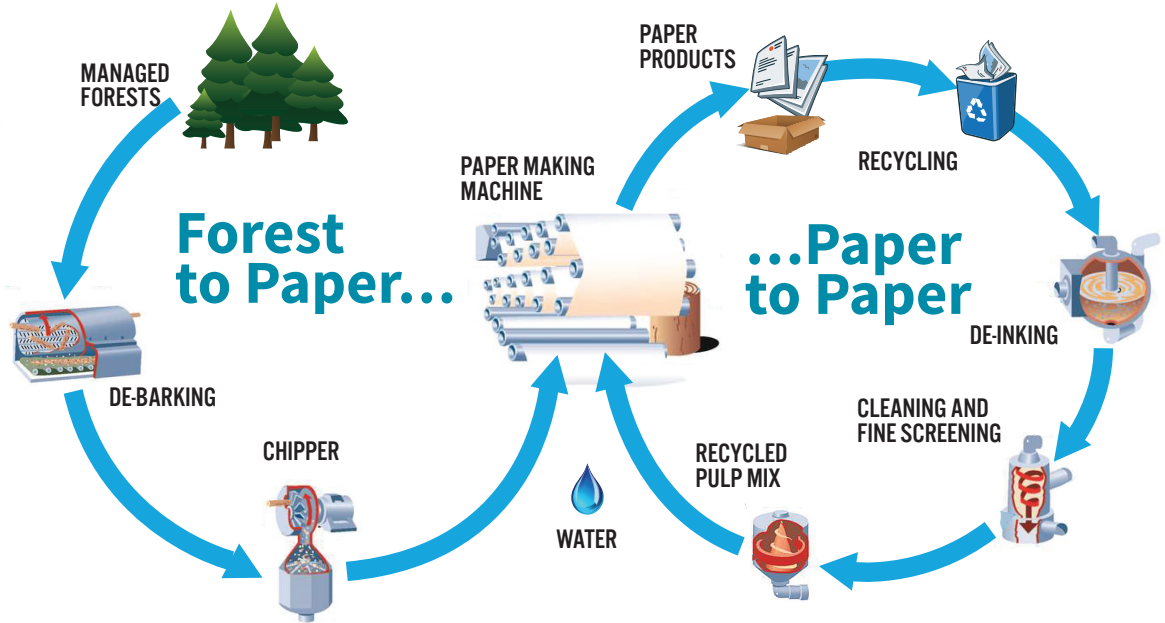 MANAGED
FORESTS
Forest
to Paper...
DE-BARKING
CHIPPER
PAPER MAKING
MACHINE
WATER
PAPER
PRODUCTS
RECYCLING
...Paper
to Paper
DE-INKING
CLEANING AND
FINE SCREENING
RECYCLED
PULP MIX